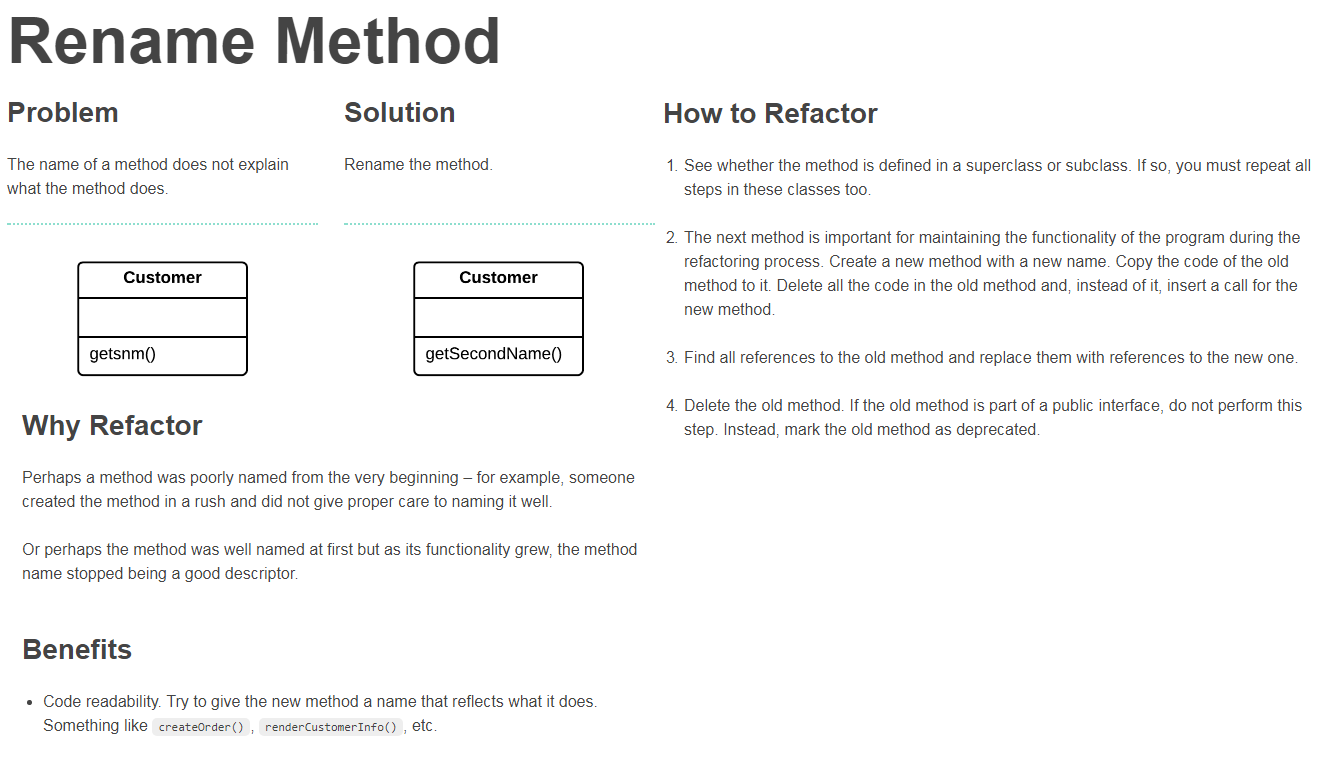 Rename Method
Problem
The name of a method does not explain
what the method does.
Solution
Rename the method.
Customer
getsnm()
Customer
getSecondName()
Why Refactor
Perhaps a method was poorly named from the very beginning – for example, someone
created the method in a rush and did not give proper care to naming it well.
Or perhaps the method was well named at first but as its functionality grew, the method
name stopped being a good descriptor.
Benefits
• Code readability. Try to give the new method a name that reflects what it does.
Something like createOrder(), renderCustomerInfo(), etc.
How to Refactor
1. See whether the method is defined in a superclass or subclass. If so, you must repeat all
steps in these classes too.
2. The next method is important for maintaining the functionality of the program during the
refactoring process. Create a new method with a new name. Copy the code of the old
method to it. Delete all the code in the old method and, instead of it, insert a call for the
new method.
3. Find all references to the old method and replace them with references to the new one.
4. Delete the old method. If the old method is part of a public interface, do not perform this
step. Instead, mark the old method as deprecated.